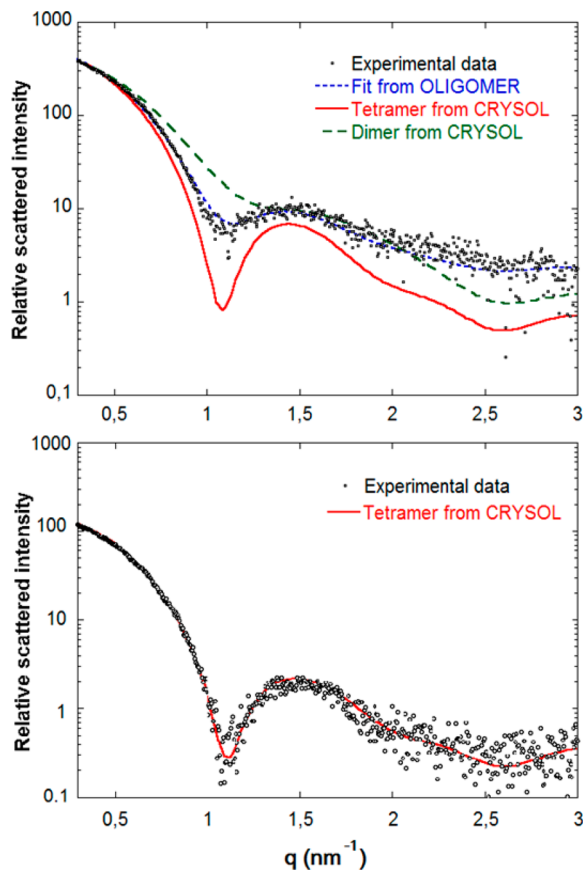 1000
100
10
1
0,1
Relative scattered intensity
Experimental data
Fit from OLIGOMER
Tetramer from CRYSOL
Dimer from CRYSOL
0,5
1
1,5
2
2,5
3
1000
100
10
1
0.1
Relative scattered intensity
Experimental data
Tetramer from CRYSOL
0,5
1
1,5
2
2,5
3
q (nm⁻¹)